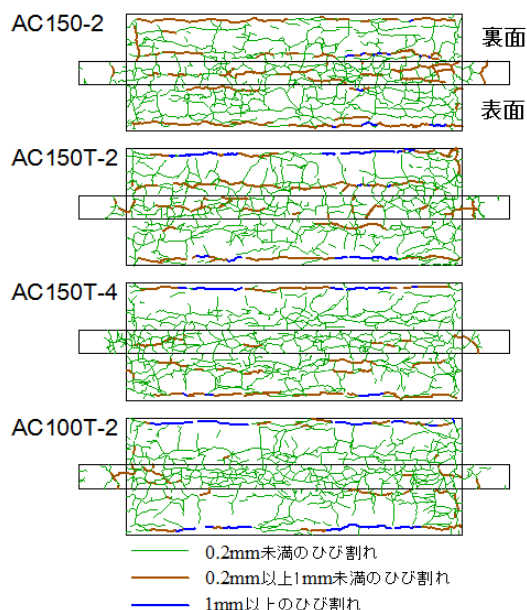 AC150-2
裏面
表面
AC150T-2
AC150T-4
AC100T-2
0.2mm未満のひび割れ
0.2mm以上1mm未満のひび割れ
1mm以上のひび割れ